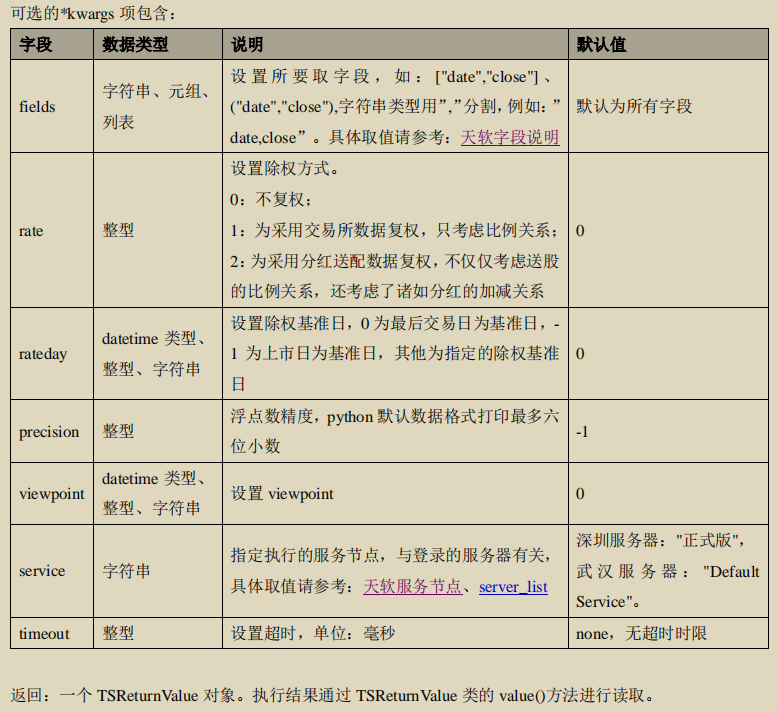 可选的*kwargs 项包含：
字段 数据类型 说明 默认值
fields
字符串、元组、
列表
设置所要取字段，如：["date","close"]、
("date","close"),字符串类型用”,”分割，例如：”
date,close”。具体取值请参考：天软字段说明
默认为所有字段
rate
整型
设置除权方式。
0：不复权；
1：为采用交易所数据复权，只考虑比例关系；
2：为采用分红送配数据复权，不仅仅考虑送股
的比例关系，还考虑了诸如分红的加减关系
0
rateday
datetime 类型、
整型、字符串
设置除权基准日，0 为最后交易日为基准日，-
1 为上市日为基准日，其他为指定的除权基准
日
0
precision
整型
浮点数精度，python 默认数据格式打印最多六
位小数
-1
viewpoint
datetime 类型、
整型、字符串
设置 viewpoint
0
service
字符串
指定执行的服务节点，与登录的服务器有关，
具体取值请参考：天软服务节点、server_list
深圳服务器："正式版"，
武汉服务器："Default
Service"。
timeout
整型
设置超时，单位：毫秒
none，无超时时限
返回：一个 TSReturnValue 对象。执行结果通过 TSReturnValue 类的 value()方法进行读取。